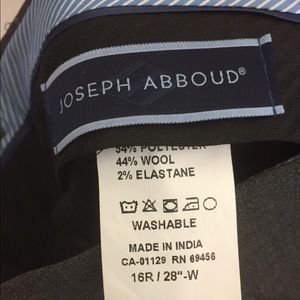 JOSEPH ABBOUD®
54% POLYESTER
44% WOOL
2% ELASTANE
WASHABLE
MADE IN INDIA
CA-01129 RN 69456
16R / 28"-W